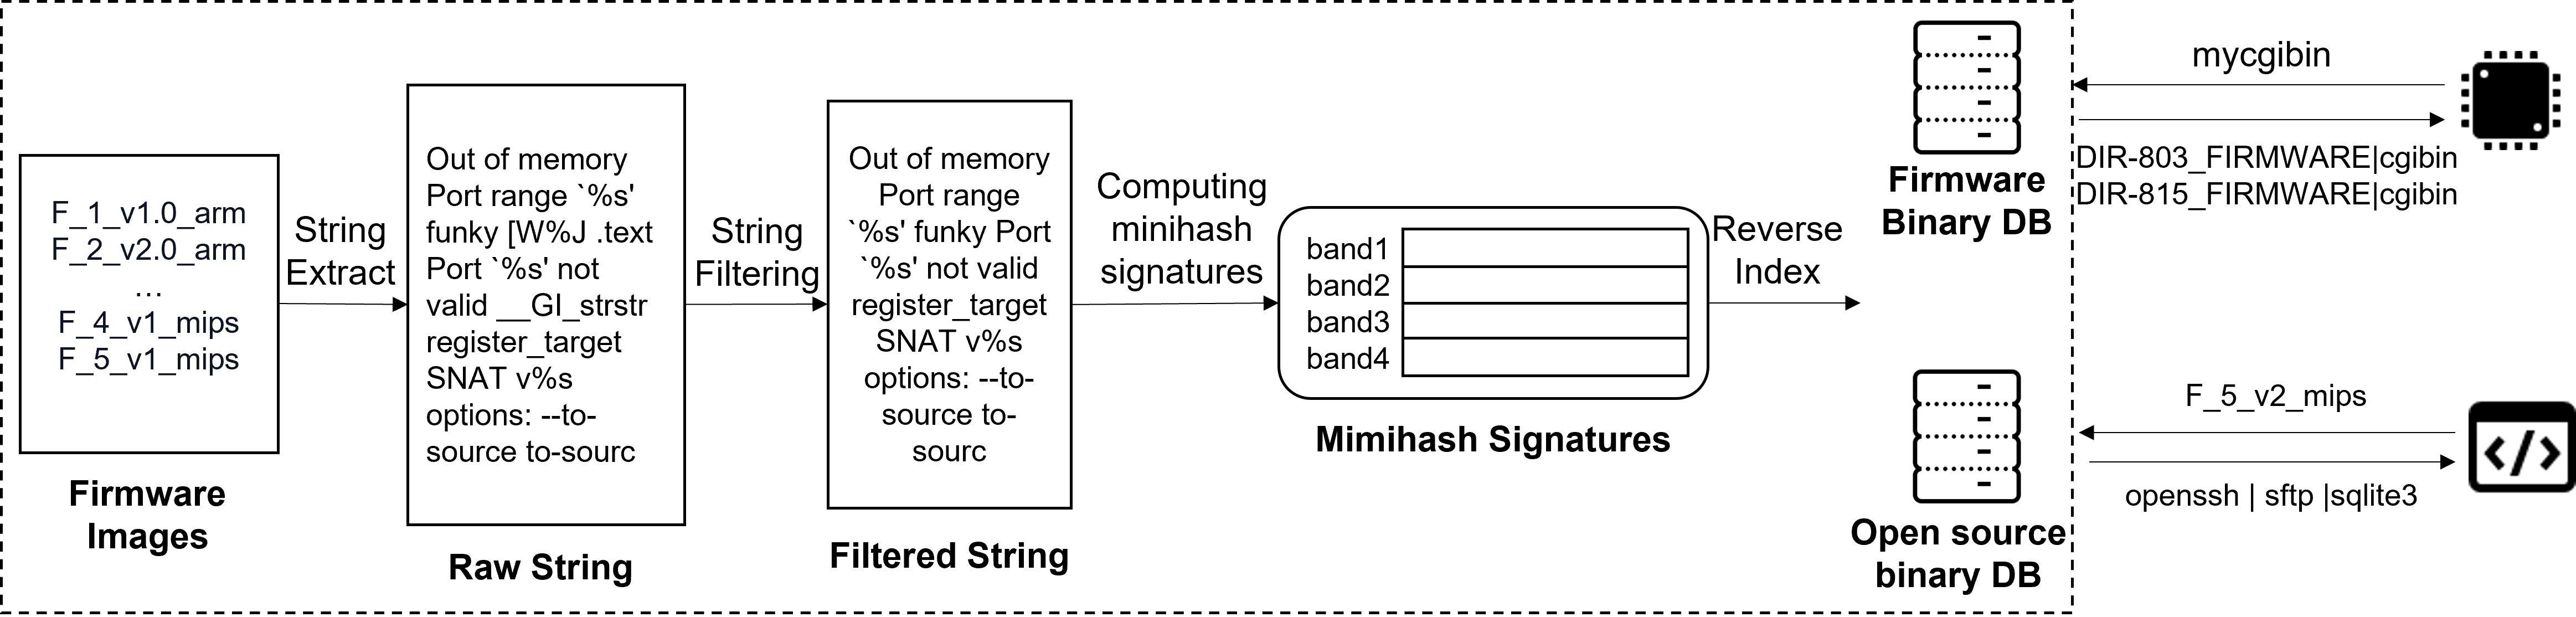 F_1_v1.0_arm
F_2_v2.0_arm
...
F_4_v1_mips
F_5_v1_mips
Firmware
Images
String
Extract
Out of memory
Port range `%s'
funky [W%J .text
Port `%s' not
valid __GI_strstr
register_target
SNAT v%s
options: --to-
source to-sourc
Raw String
String
Filtering
Out of memory
Port range
`%s' funky Port
`%s' not valid
register_target
SNAT v%s
options: --to-
source to-
sourc
Filtered String
Computing
minihash
signatures
band1
band2
band3
band4
Mimihash Signatures
Reverse
Index
Firmware
Binary DB
Open source
binary DB
mycgibin
DIR-803_FIRMWARE|cgibin
DIR-815_FIRMWARE|cgibin
F_5_v2_mips
</>
openssh | sftp |sqlite3